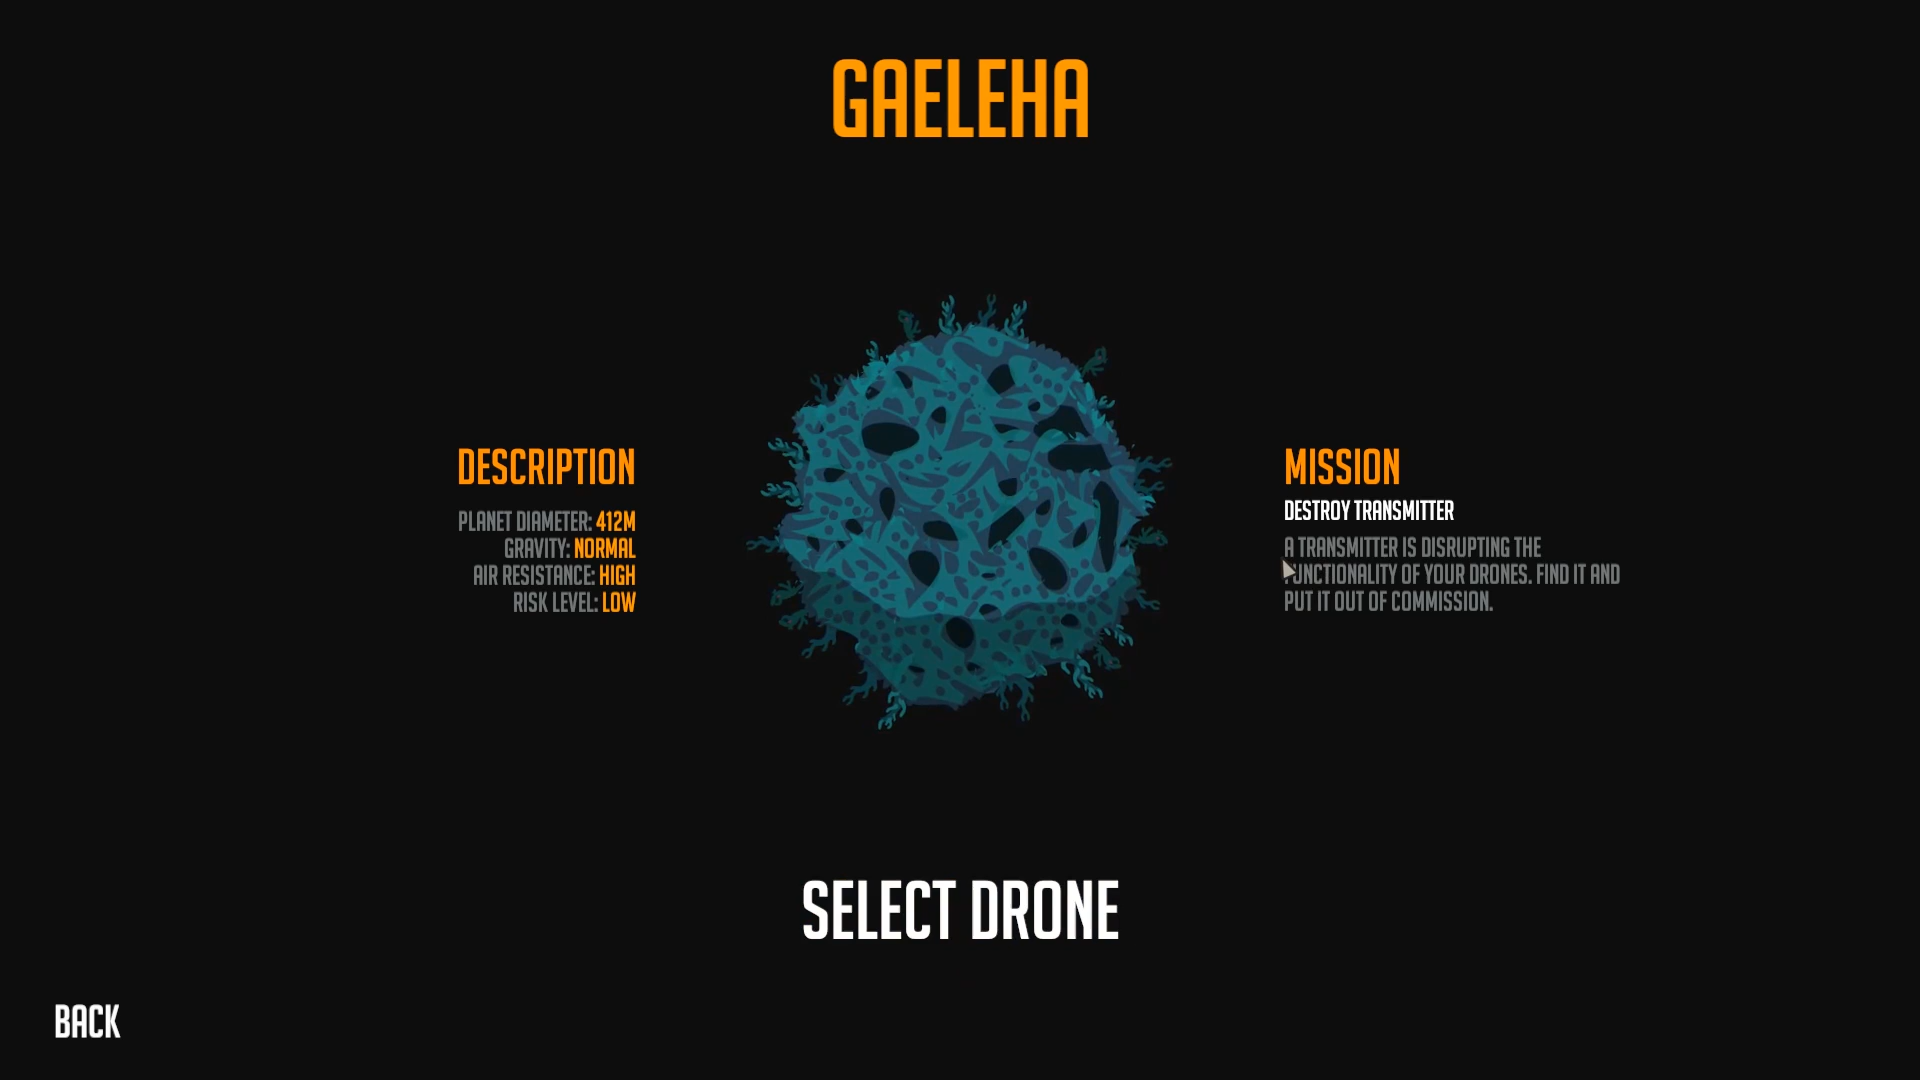 GAELEHA
DESCRIPTION
PLANET DIAMETER: 412M
GRAVITY: NORMAL
AIR RESISTANCE: HIGH
RISK LEVEL: LOW
MISSION
DESTROY TRANSMITTER
A TRANSMITTER IS DISRUPTING THE
FUNCTIONALITY OF YOUR DRONES. FIND IT AND
PUT IT OUT OF COMMISSION.
SELECT DRONE
BACK